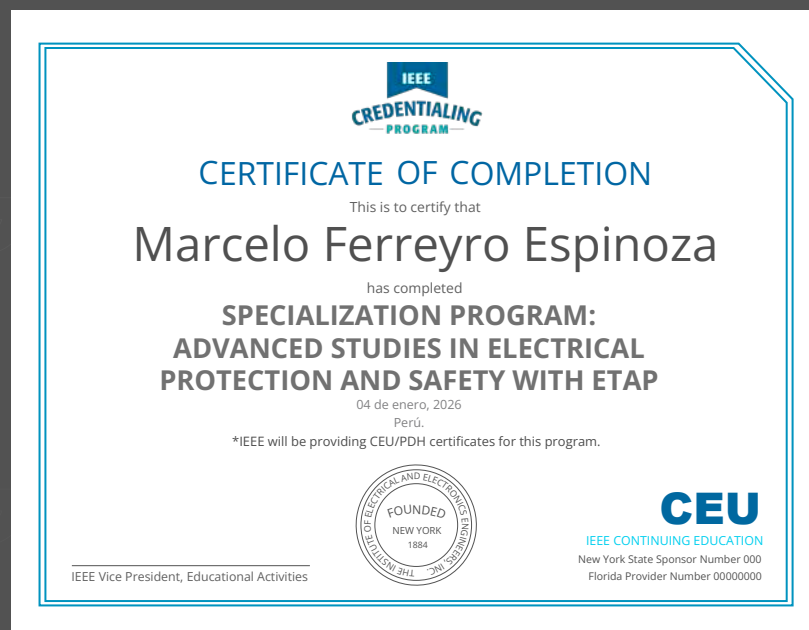 IEEE
CREDENTIALING
PROGRAM
CERTIFICATE OF COMPLETION
This is to certify that
Marcelo Ferreyro Espinoza
has completed
SPECIALIZATION PROGRAM:
ADVANCED STUDIES IN ELECTRICAL
PROTECTION AND SAFETY WITH ETAP
04 de enero, 2026
Perú.
*IEEE will be providing CEU/PDH certificates for this program.
THE INSTITUTE OF ELECTRICAL AND ELECTRONICS ENGINEERS, INC.
FOUNDED
NEW YORK
1884
CEU
IEEE CONTINUING EDUCATION
New York State Sponsor Number 000
Florida Provider Number 00000000
IEEE Vice President, Educational Activities